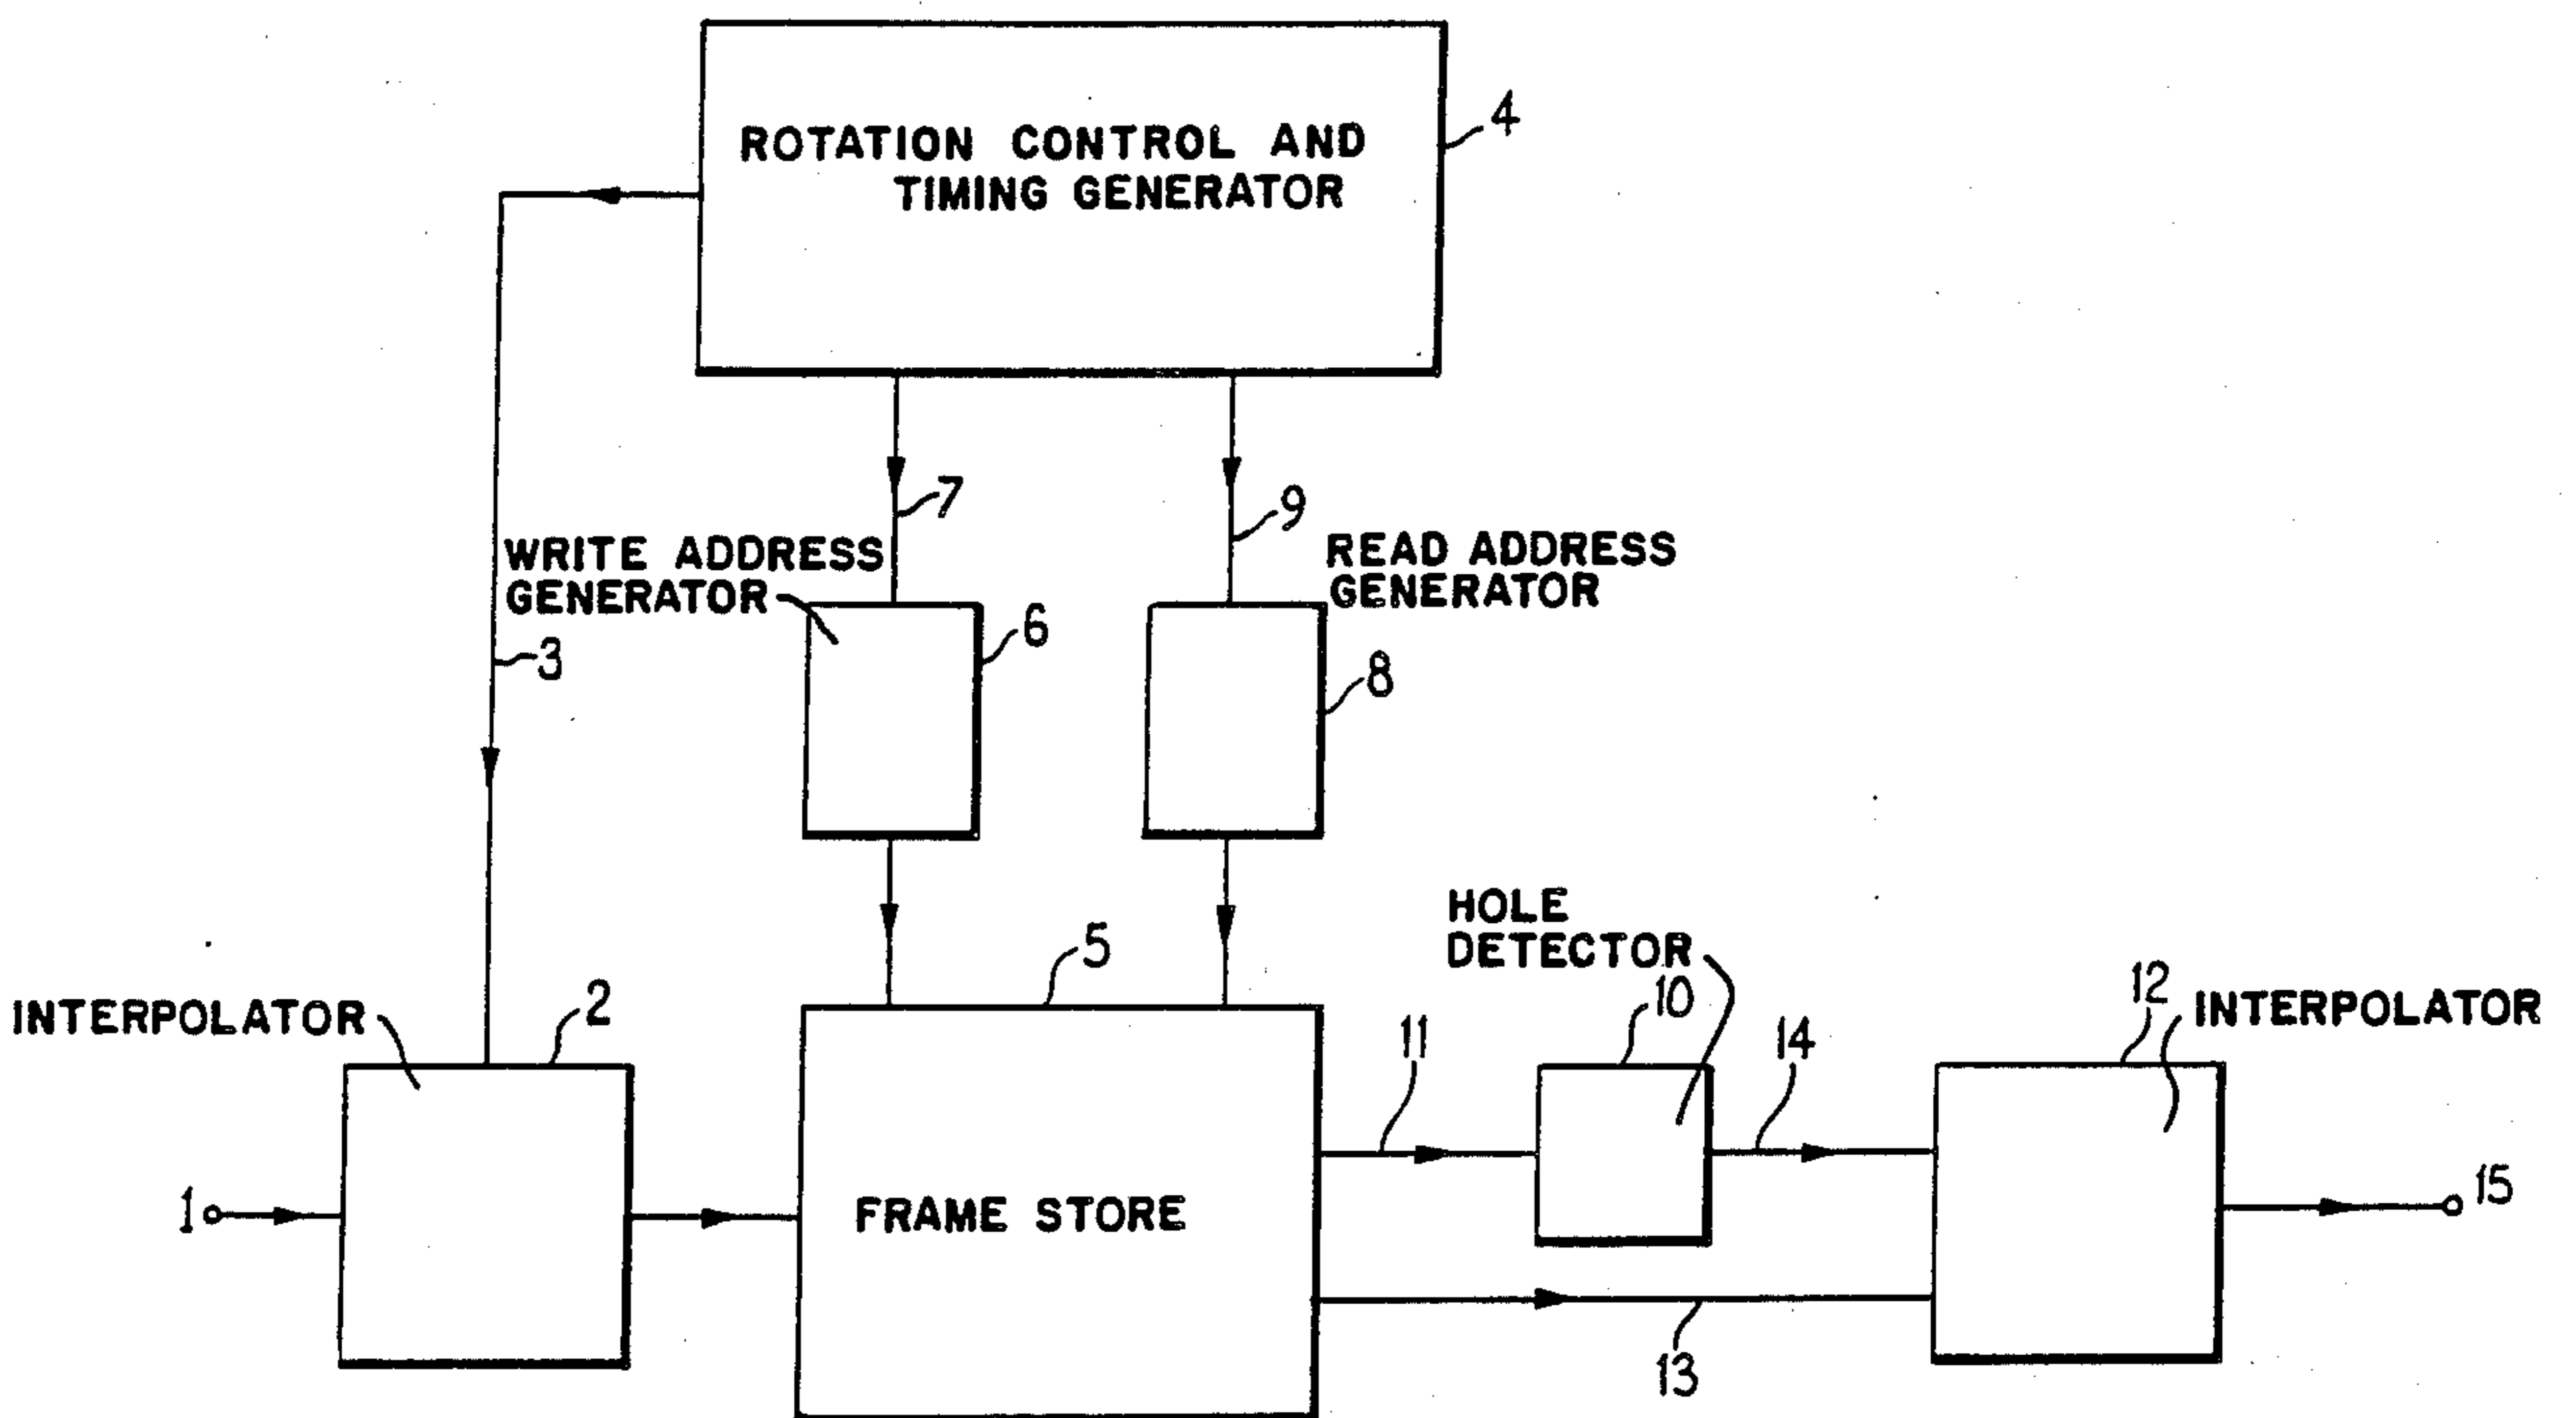 ROTATION CONTROL AND
TIMING GENERATOR
4
7
9
WRITE ADDRESS
GENERATOR
READ ADDRESS
GENERATOR
6
3
8
HOLE
DETECTOR
5
10
12
INTERPOLATOR
2
INTERPOLATOR
11
14
1
FRAME STORE
15
13